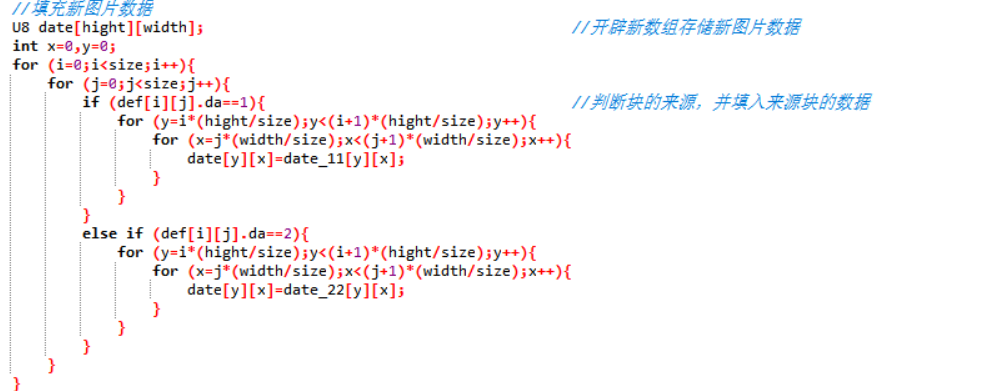 //填充新图片数据
U8 date[hight][width]; //开辟新数组存储新图片数据
int x=0,y=0;
for (i=0;i<size;i++){
for (j=0;j<size;j++){
if (def[i][j].da==1){ //判断块的来源，并填入来源块的数据
for (y=i*(hight/size);y<(i+1)*(hight/size);y++){
for (x=j*(width/size);x<(j+1)*(width/size);x++){
date[y][x]=date_11[y][x];
}
}
}
else if (def[i][j].da==2){
for (y=i*(hight/size);y<(i+1)*(hight/size);y++){
for (x=j*(width/size);x<(j+1)*(width/size);x++){
date[y][x]=date_22[y][x];
}
}
}
}
}